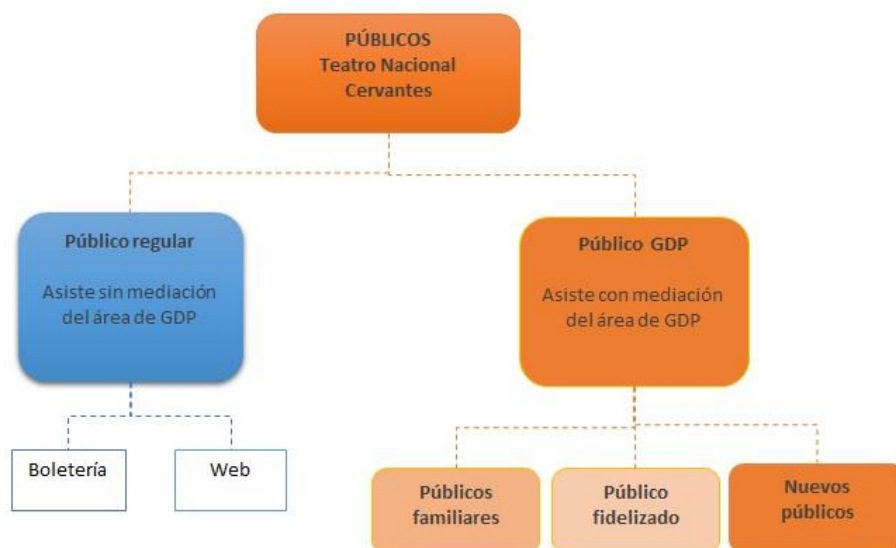 PÚBLICOS
Teatro Nacional
Cervantes
Público regular
Asiste sin mediación
del área de GDP
Público GDP
Asiste con mediación
del área de GDP
Boletería
Web
Públicos
familiares
Público
fidelizado
Nuevos
públicos